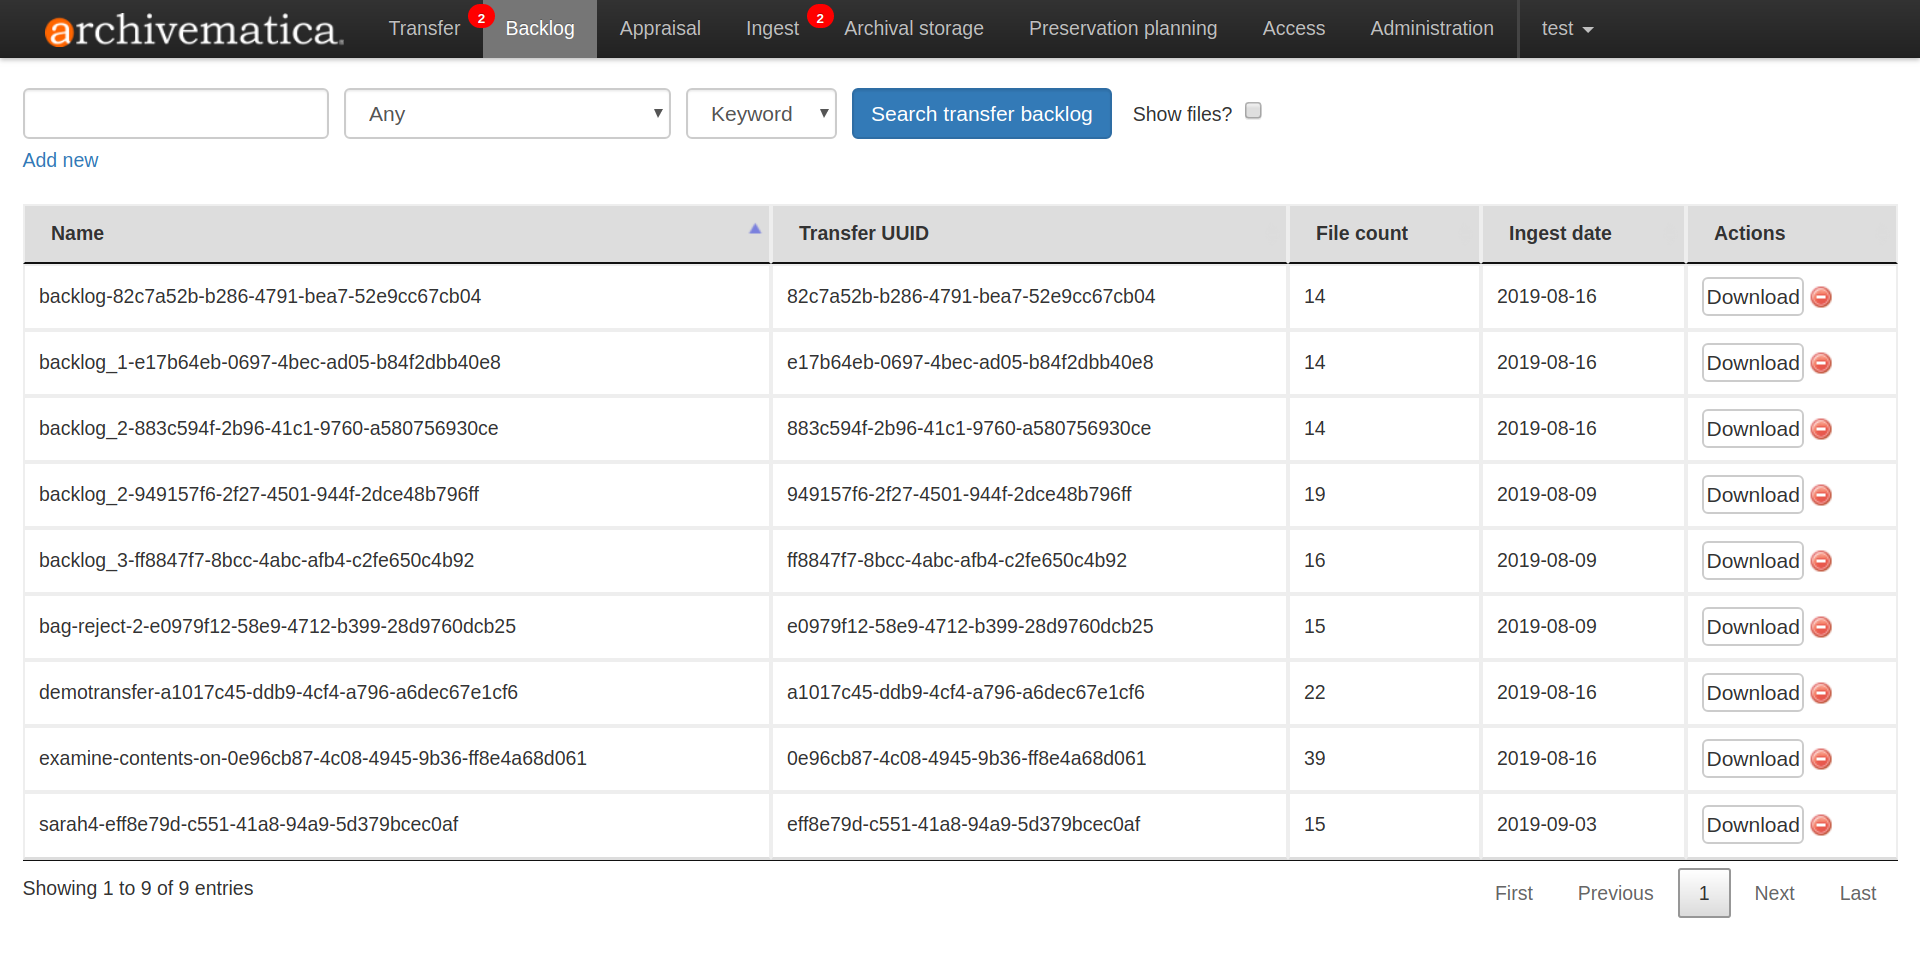 archivematica. Transfer 2 Backlog Appraisal Ingest 2 Archival storage Preservation planning Access Administration test
Any Keyword Search transfer backlog Show files?
Add new
Name Transfer UUID File count Ingest date Actions
backlog-82c7a52b-b286-4791-bea7-52e9cc67cb04 82c7a52b-b286-4791-bea7-52e9cc67cb04 14 2019-08-16 Download
backlog_1-e17b64eb-0697-4bec-ad05-b84f2dbb40e8 e17b64eb-0697-4bec-ad05-b84f2dbb40e8 14 2019-08-16 Download
backlog_2-883c594f-2b96-41c1-9760-a580756930ce 883c594f-2b96-41c1-9760-a580756930ce 14 2019-08-16 Download
backlog_2-949157f6-2f27-4501-944f-2dce48b796ff 949157f6-2f27-4501-944f-2dce48b796ff 19 2019-08-09 Download
backlog_3-ff8847f7-8bcc-4abc-afb4-c2fe650c4b92 ff8847f7-8bcc-4abc-afb4-c2fe650c4b92 16 2019-08-09 Download
bag-reject-2-e0979f12-58e9-4712-b399-28d9760dcb25 e0979f12-58e9-4712-b399-28d9760dcb25 15 2019-08-09 Download
demotransfer-a1017c45-ddb9-4cf4-a796-a6dec67e1cf6 a1017c45-ddb9-4cf4-a796-a6dec67e1cf6 22 2019-08-16 Download
examine-contents-on-0e96cb87-4c08-4945-9b36-ff8e4a68d061 0e96cb87-4c08-4945-9b36-ff8e4a68d061 39 2019-08-16 Download
sarah4-eff8e79d-c551-41a8-94a9-5d379bcec0af eff8e79d-c551-41a8-94a9-5d379bcec0af 15 2019-09-03 Download
Showing 1 to 9 of 9 entries First Previous 1 Next Last